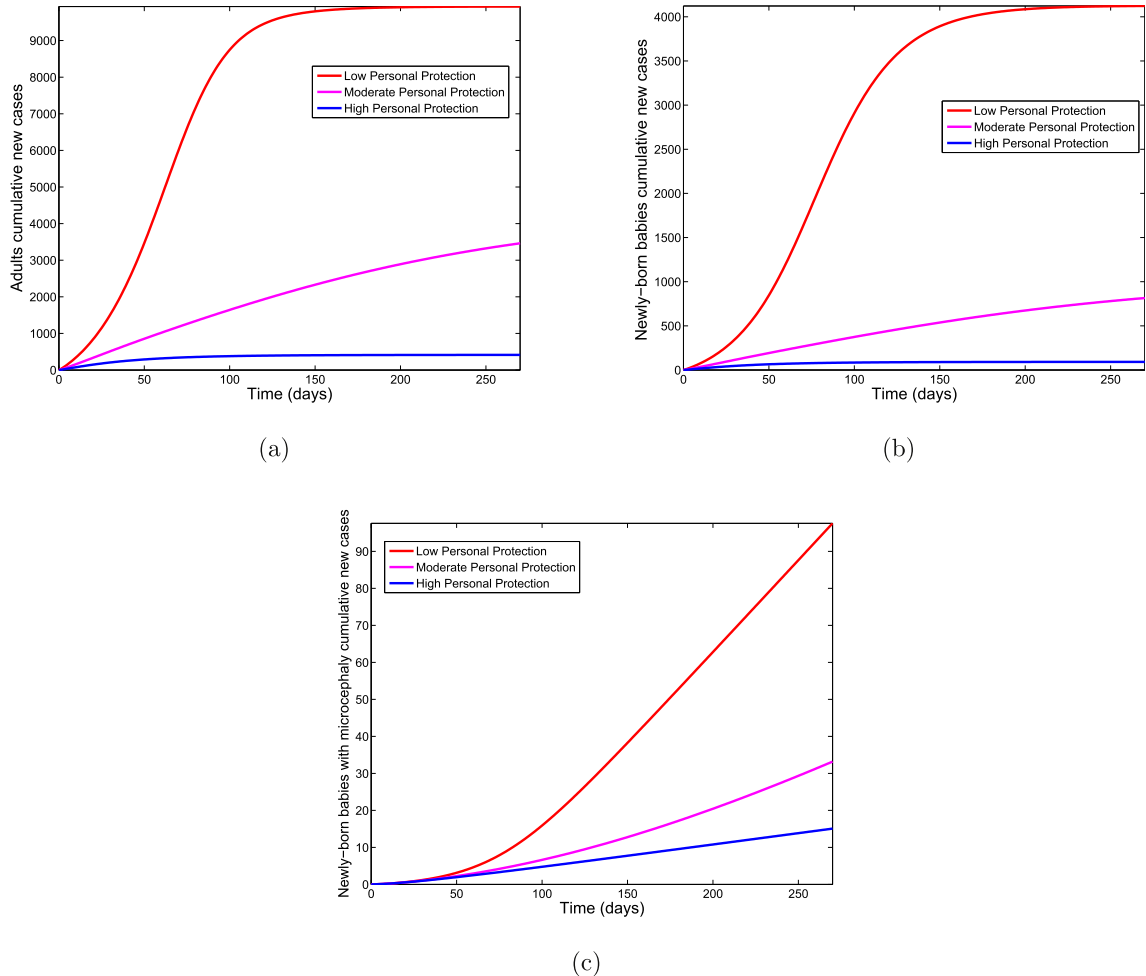 Adults cumulative new cases
9000
8000
7000
6000
5000
4000
3000
2000
1000
0
0 50 100 150 200 250
Time (days)
Low Personal Protection
Moderate Personal Protection
High Personal Protection
(a)
Newly−born babies cumulative new cases
4000
3500
3000
2500
2000
1500
1000
500
0
0 50 100 150 200 250
Time (days)
Low Personal Protection
Moderate Personal Protection
High Personal Protection
(b)
Newly−born babies with microcephaly cumulative new cases
90
80
70
60
50
40
30
20
10
0
0 50 100 150 200 250
Time (days)
Low Personal Protection
Moderate Personal Protection
High Personal Protection
(c)